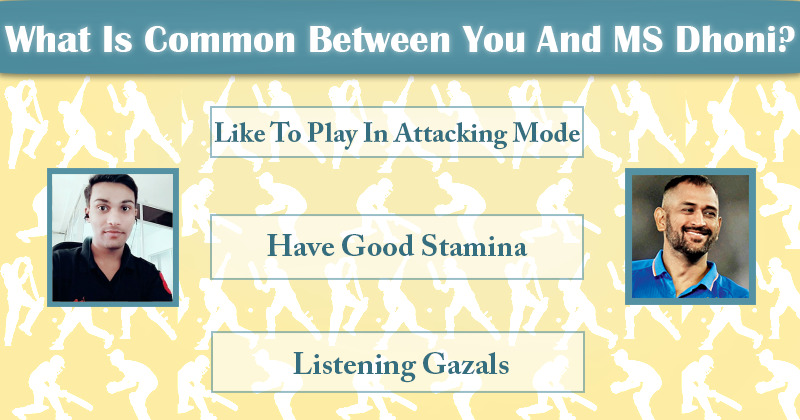 What Is Common Between You And MS Dhoni?
Like To Play In Attacking Mode
Have Good Stamina
Listening Gazals